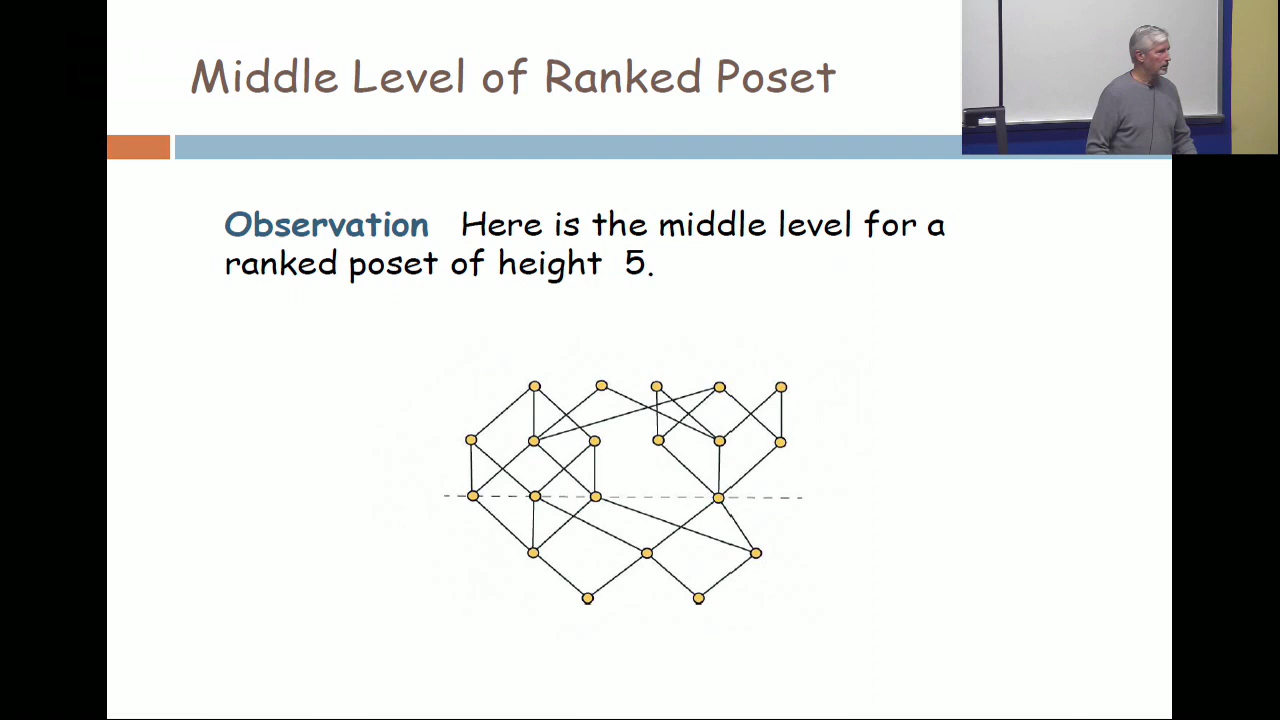 Middle Level of Ranked Poset
Observation Here is the middle level for a
ranked poset of height 5.